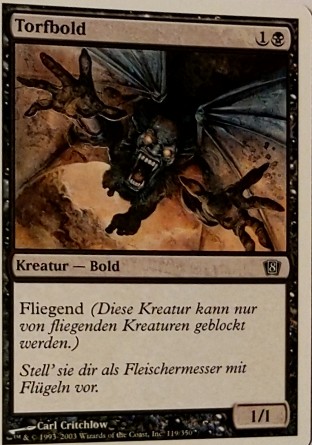 Torfbold 1
Kreatur — Bold 8
Fliegend (Diese Kreatur kann nur
von fliegenden Kreaturen geblockt
werden.)
Stell' sie dir als Fleischermesser mit
Flügeln vor.
Carl Critchlow
™ & © 1993-2003 Wizards of the Coast, Inc. 119/350
1/1